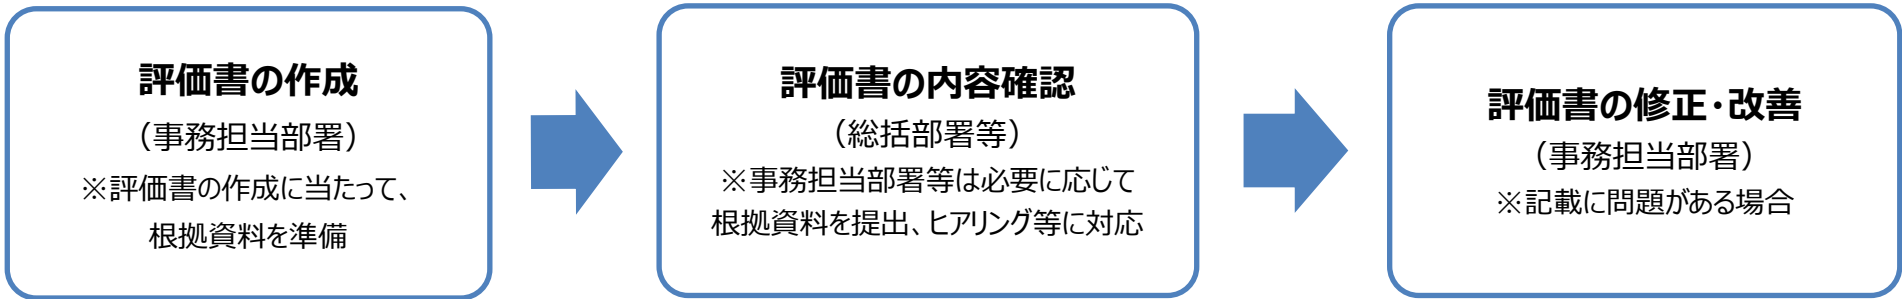 評価書の作成
（事務担当部署）
※評価書の作成に当たって、
根拠資料を準備
評価書の内容確認
（総括部署等）
※事務担当部署等は必要に応じて
根拠資料を提出、ヒアリング等に対応
評価書の修正・改善
（事務担当部署）
※記載に問題がある場合